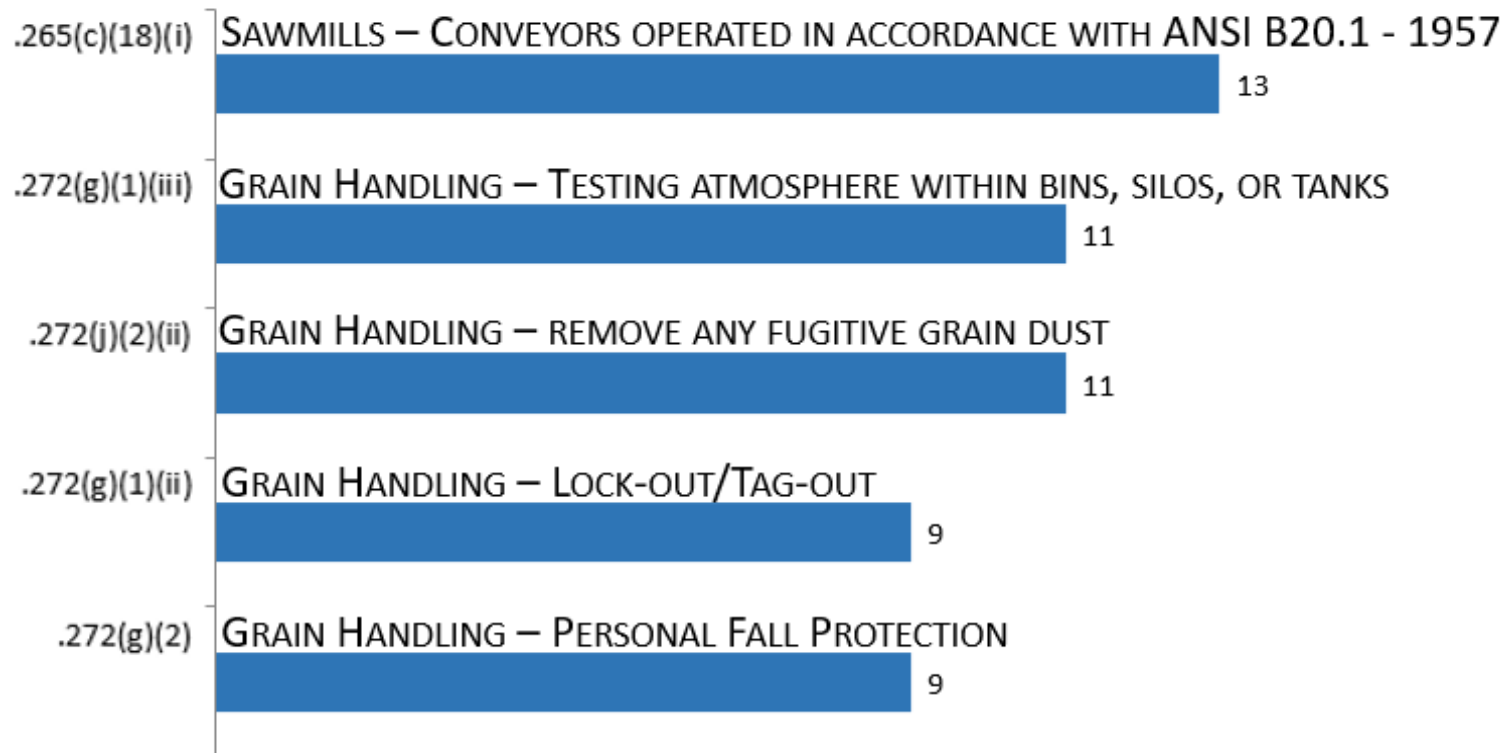 .265(c)(18)(i) SAWMILLS – CONVEYORS OPERATED IN ACCORDANCE WITH ANSI B20.1 - 1957
13
.272(g)(1)(iii) GRAIN HANDLING – TESTING ATMOSPHERE WITHIN BINS, SILOS, OR TANKS
11
.272(j)(2)(ii) GRAIN HANDLING – REMOVE ANY FUGITIVE GRAIN DUST
11
.272(g)(1)(ii) GRAIN HANDLING – LOCK-OUT/TAG-OUT
9
.272(g)(2) GRAIN HANDLING – PERSONAL FALL PROTECTION
9